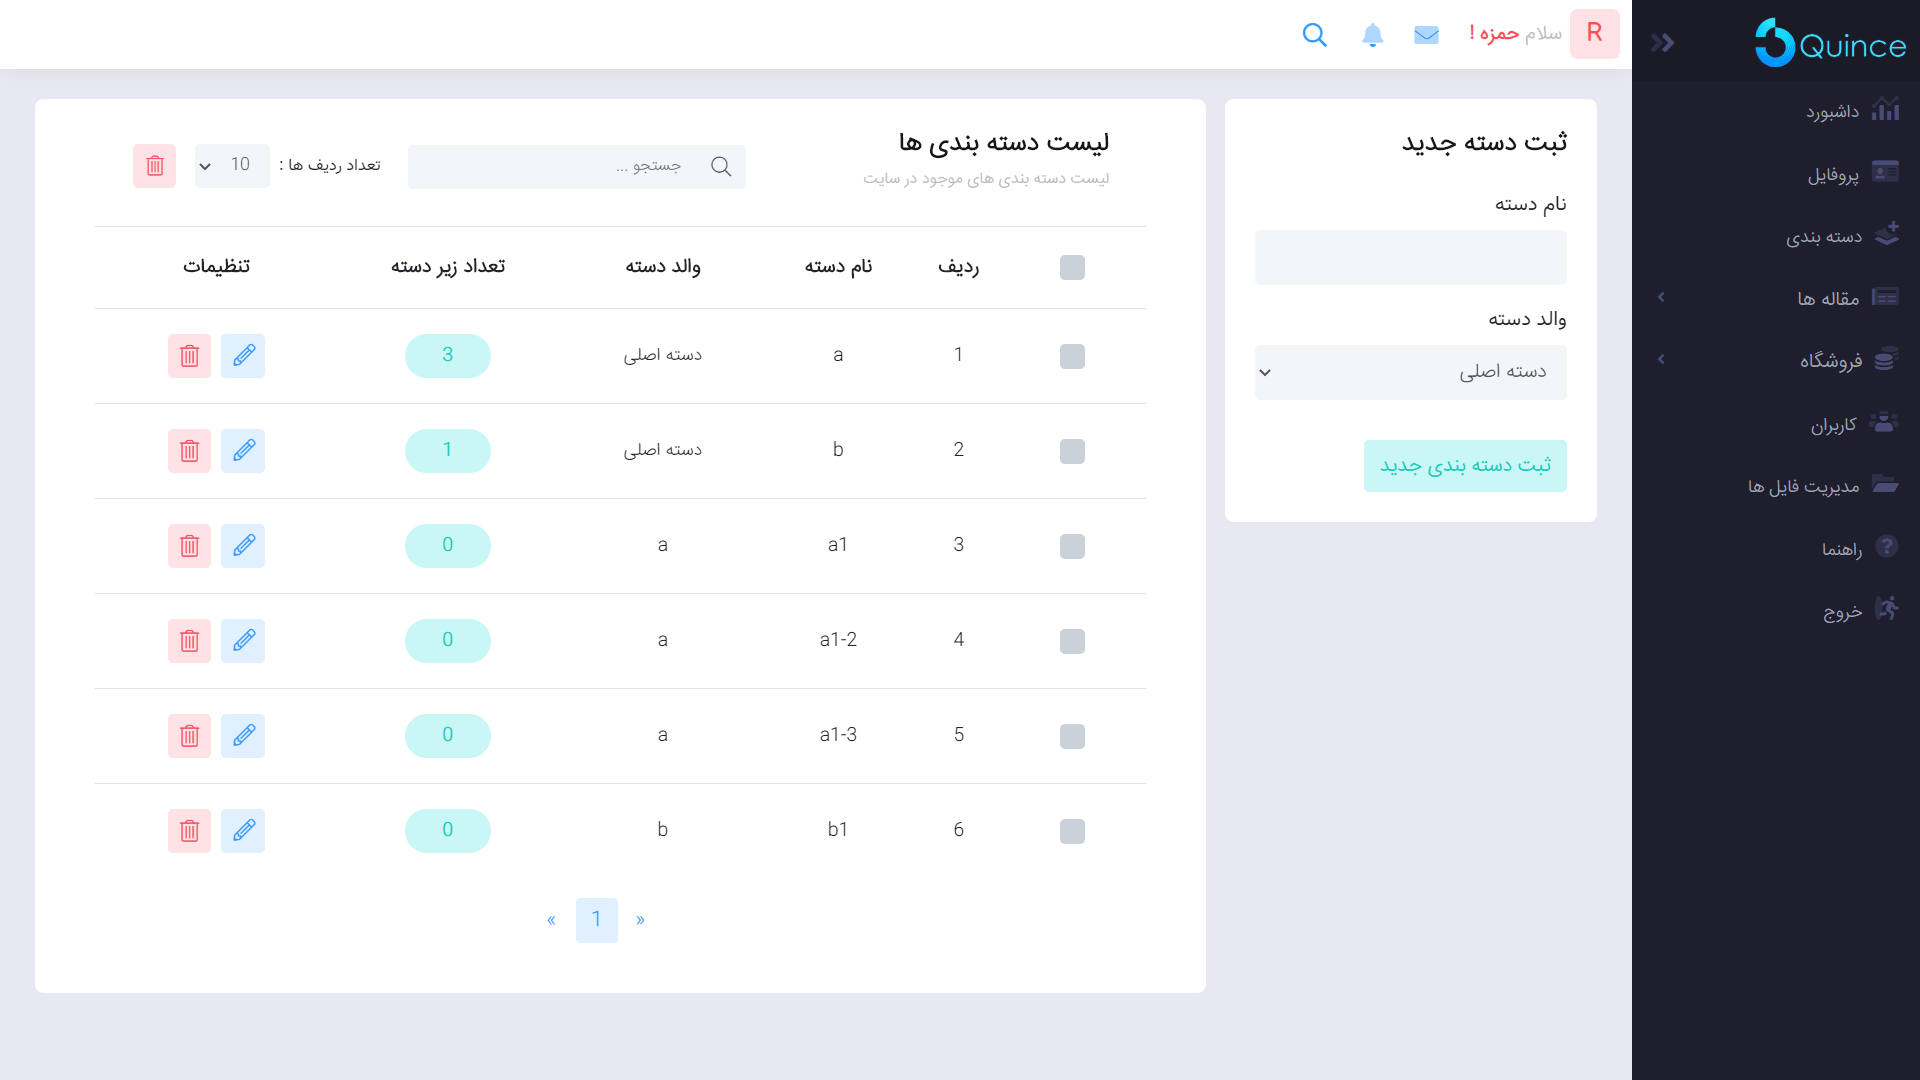 Quince
داشبورد
پروفایل
دسته بندی
مقاله ها
فروشگاه
کاربران
مدیریت فایل ها
راهنما
خروج
R
سلام حمزه !
ثبت دسته جدید
نام دسته
والد دسته
دسته اصلی
ثبت دسته بندی جدید
لیست دسته بندی ها
لیست دسته بندی های موجود در سایت
جستجو ...
تعداد ردیف ها : 10
ردیف نام دسته والد دسته تعداد زیر دسته تنظیمات
1 a دسته اصلی 3
2 b دسته اصلی 1
3 a1 a 0
4 a1-2 a 0
5 a1-3 a 0
6 b1 b 0
« 1 »